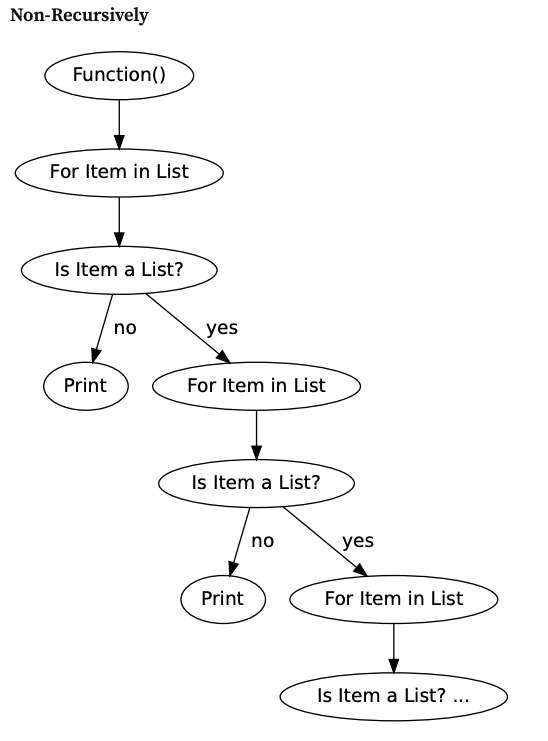 Non-Recursively
Function()
For Item in List
Is Item a List?
no
yes
Print
For Item in List
Is Item a List?
no
yes
Print
For Item in List
Is Item a List? ...